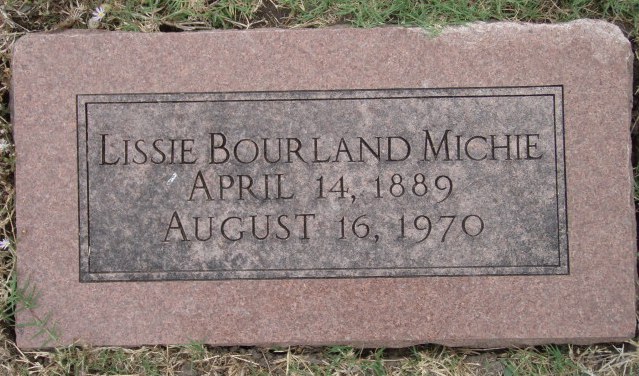 LISSIE BOURLAND MICHIE
APRIL 14, 1889
AUGUST 16, 1970